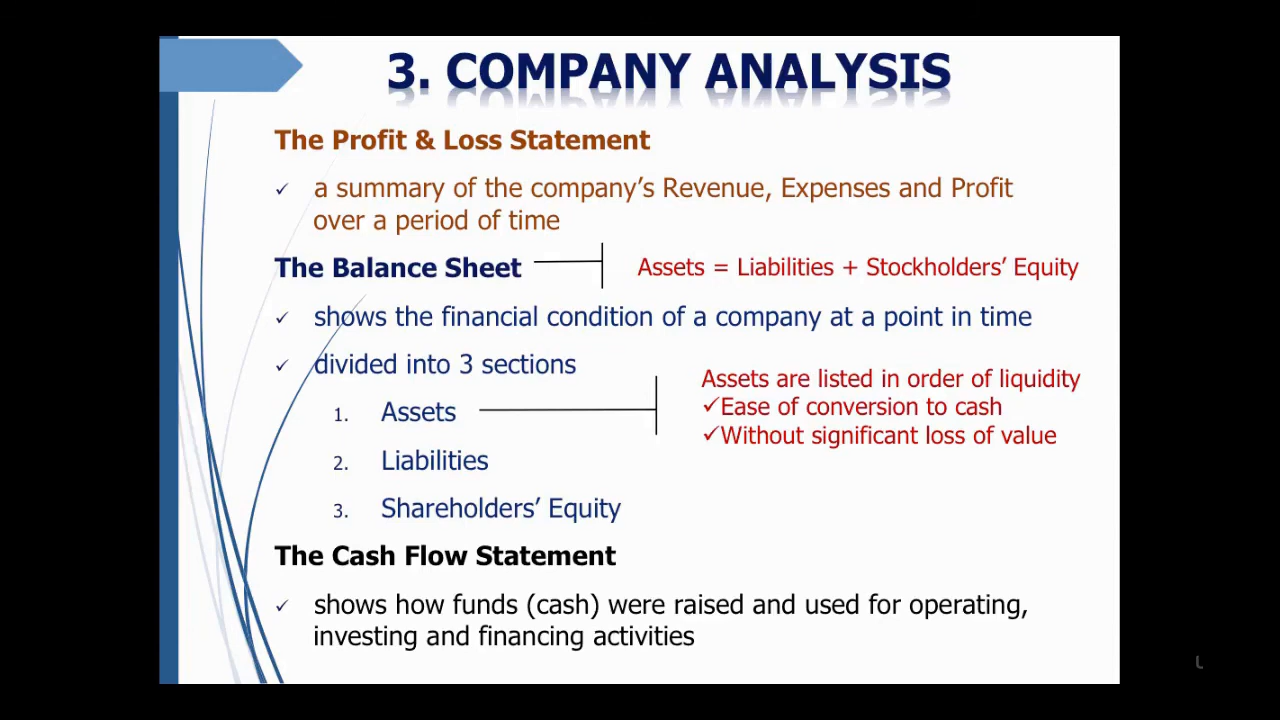 3. COMPANY ANALYSIS
The Profit & Loss Statement
✓ a summary of the company’s Revenue, Expenses and Profit
over a period of time
The Balance Sheet
Assets = Liabilities + Stockholders’ Equity
✓ shows the financial condition of a company at a point in time
✓ divided into 3 sections
Assets are listed in order of liquidity
✓Ease of conversion to cash
✓Without significant loss of value
1. Assets
2. Liabilities
3. Shareholders’ Equity
The Cash Flow Statement
✓ shows how funds (cash) were raised and used for operating,
investing and financing activities